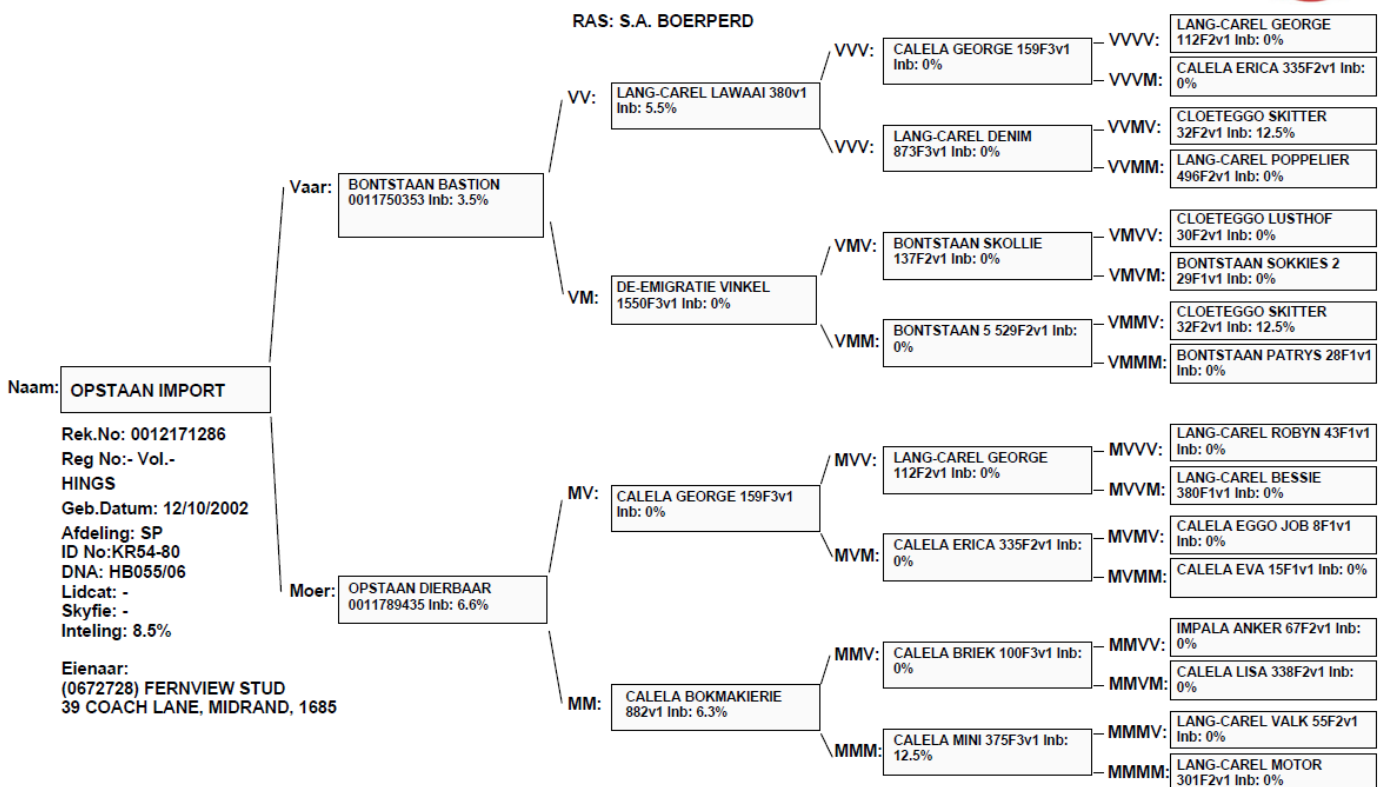 RAS: S.A. BOERPERD
Naam:
OPSTAAN IMPORT
Rek.No: 0012171286
Reg No:- Vol.-
HINGS
Geb.Datum: 12/10/2002
Afdeling: SP
ID No:KR54-80
DNA: HB055/06
Lidcat: -
Skyfie: -
Inteling: 8.5%
Eienaar:
(0672728) FERNVIEW STUD
39 COACH LANE, MIDRAND, 1685
Vaar:
BONTSTAAN BASTION
0011750353 Inb: 3.5%
Moer:
OPSTAAN DIERBAAR
0011789435 Inb: 6.6%
VV:
LANG-CAREL LAWAAI 380v1
Inb: 5.5%
VM:
DE-EMIGRATIE VINKEL
1550F3v1 Inb: 0%
MV:
CALELA GEORGE 159F3v1
Inb: 0%
MM:
CALELA BOKMAKIERIE
882v1 Inb: 6.3%
VVV:
CALELA GEORGE 159F3v1
Inb: 0%
VVV:
LANG-CAREL DENIM
873F3v1 Inb: 0%
VMV:
BONTSTAAN SKOLLIE
137F2v1 Inb: 0%
VMM:
BONTSTAAN 5 529F2v1 Inb:
0%
MVV:
LANG-CAREL GEORGE
112F2v1 Inb: 0%
MVM:
CALELA ERICA 335F2v1 Inb:
0%
MMV:
CALELA BRIEK 100F3v1 Inb:
0%
MMM:
CALELA MINI 375F3v1 Inb:
12.5%
VVVV:
LANG-CAREL GEORGE
112F2v1 Inb: 0%
VVVM:
CALELA ERICA 335F2v1 Inb:
0%
VVMV:
CLOETEGGO SKITTER
32F2v1 Inb: 12.5%
VVMM:
LANG-CAREL POPPELIER
496F2v1 Inb: 0%
VMVV:
CLOETEGGO LUSTHOF
30F2v1 Inb: 0%
VMVM:
BONTSTAAN SOKKIES 2
29F1v1 Inb: 0%
VMMV:
CLOETEGGO SKITTER
32F2v1 Inb: 12.5%
VMMM:
BONTSTAAN PATRYS 28F1v1
Inb: 0%
MVVV:
LANG-CAREL ROBYN 43F1v1
Inb: 0%
MVVM:
LANG-CAREL BESSIE
380F1v1 Inb: 0%
MVMV:
CALELA EGGO JOB 8F1v1
Inb: 0%
MVMM:
CALELA EVA 15F1v1 Inb: 0%
MMVV:
IMPALA ANKER 67F2v1 Inb:
0%
MMVM:
CALELA LISA 338F2v1 Inb:
0%
MMMV:
LANG-CAREL VALK 55F2v1
Inb: 0%
MMMM:
LANG-CAREL MOTOR
301F2v1 Inb: 0%